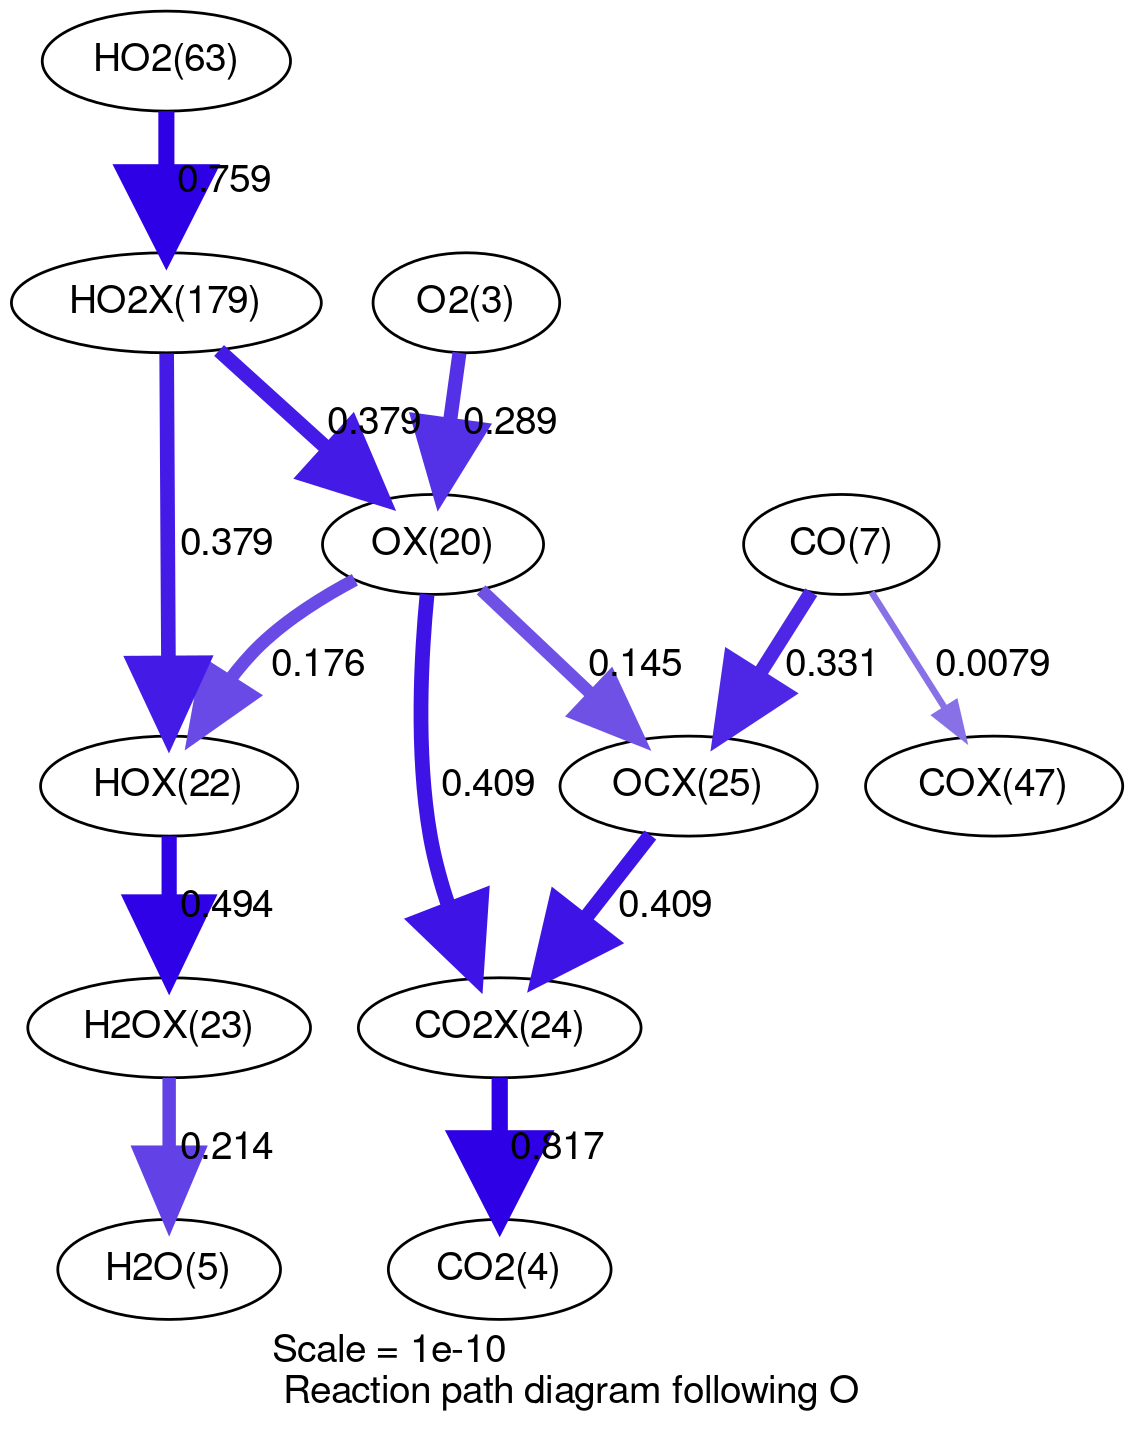 HO2(63)
0.759
HO2X(179)
O2(3)
0.379
0.289
0.379
OX(20)
CO(7)
0.176
0.145
0.331
0.0079
HOX(22)
0.409
OCX(25)
COX(47)
0.494
0.409
H2OX(23)
CO2X(24)
0.214
0.817
H2O(5)
CO2(4)
Scale = 1e-10
Reaction path diagram following O